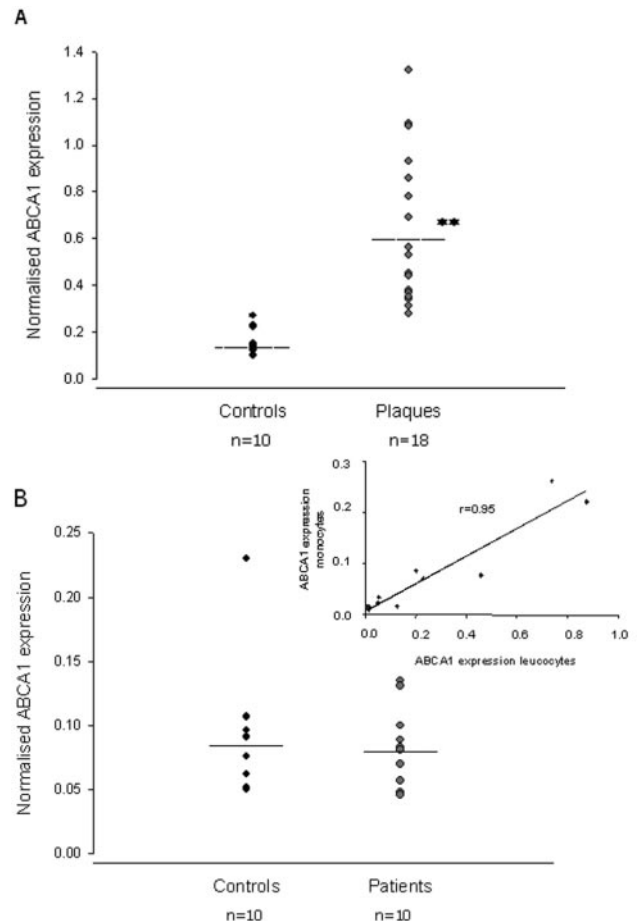 A
Normalised ABCA1 expression
1.4
1.2
1.0
0.8
0.6
0.4
0.2
0.0
**
Controls
Plaques
n=10
n=18
B
Normalised ABCA1 expression
0.25
0.20
0.15
0.10
0.05
0.00
Controls
Patients
n=10
n=10
ABCA1 expression
monocytes
0.3
0.2
0.1
0.0
r=0.95
0.0 0.2 0.4 0.6 0.8 1.0
ABCA1 expression leucocytes